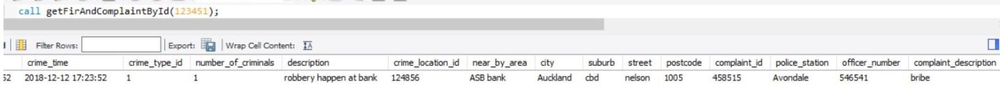 call getFirAndComplaintById(123451);
Filter Rows: Export: Wrap Cell Content:
crime_time crime_type_id number_of_criminals description crime_location_id near_by_area city suburb street postcode complaint_id police_station officer_number complaint_description
52 2018-12-12 17:23:52 1 1 robbery happen at bank 124856 ASB bank Auckland cbd nelson 1005 458515 Avondale 546541 bribe